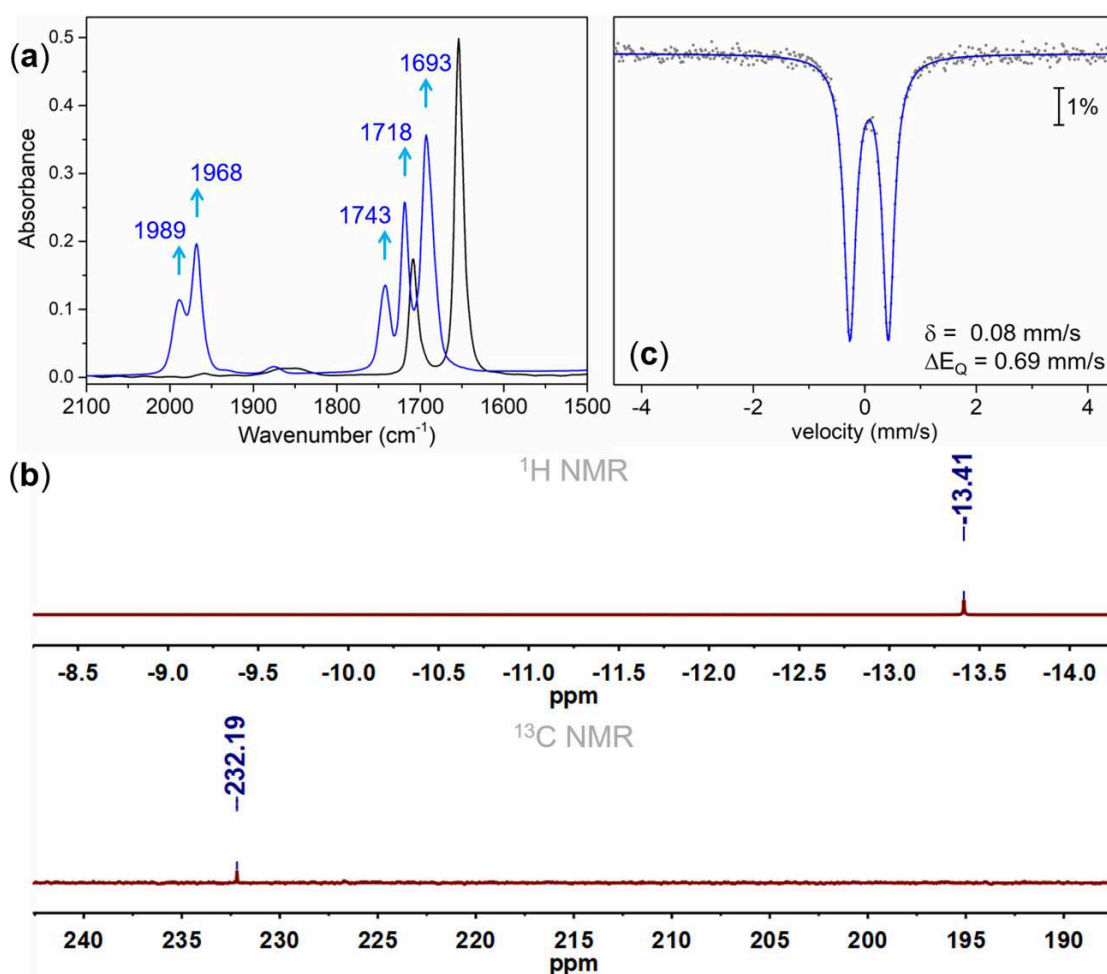 (a)
0.5
0.4
0.3
0.2
0.1
0.0
Absorbance
1989
1968
1743
1718
1693
2100 2000 1900 1800 1700 1600 1500
Wavenumber (cm⁻¹)
(c)
1%
δ = 0.08 mm/s
ΔE_Q = 0.69 mm/s
-4 -2 0 2 4
velocity (mm/s)
(b)
¹H NMR
-13.41
-8.5 -9.0 -9.5 -10.0 -10.5 -11.0 -11.5 -12.0 -12.5 -13.0 -13.5 -14.0
ppm
¹³C NMR
232.19
240 235 230 225 220 215 210 205 200 195 190
ppm